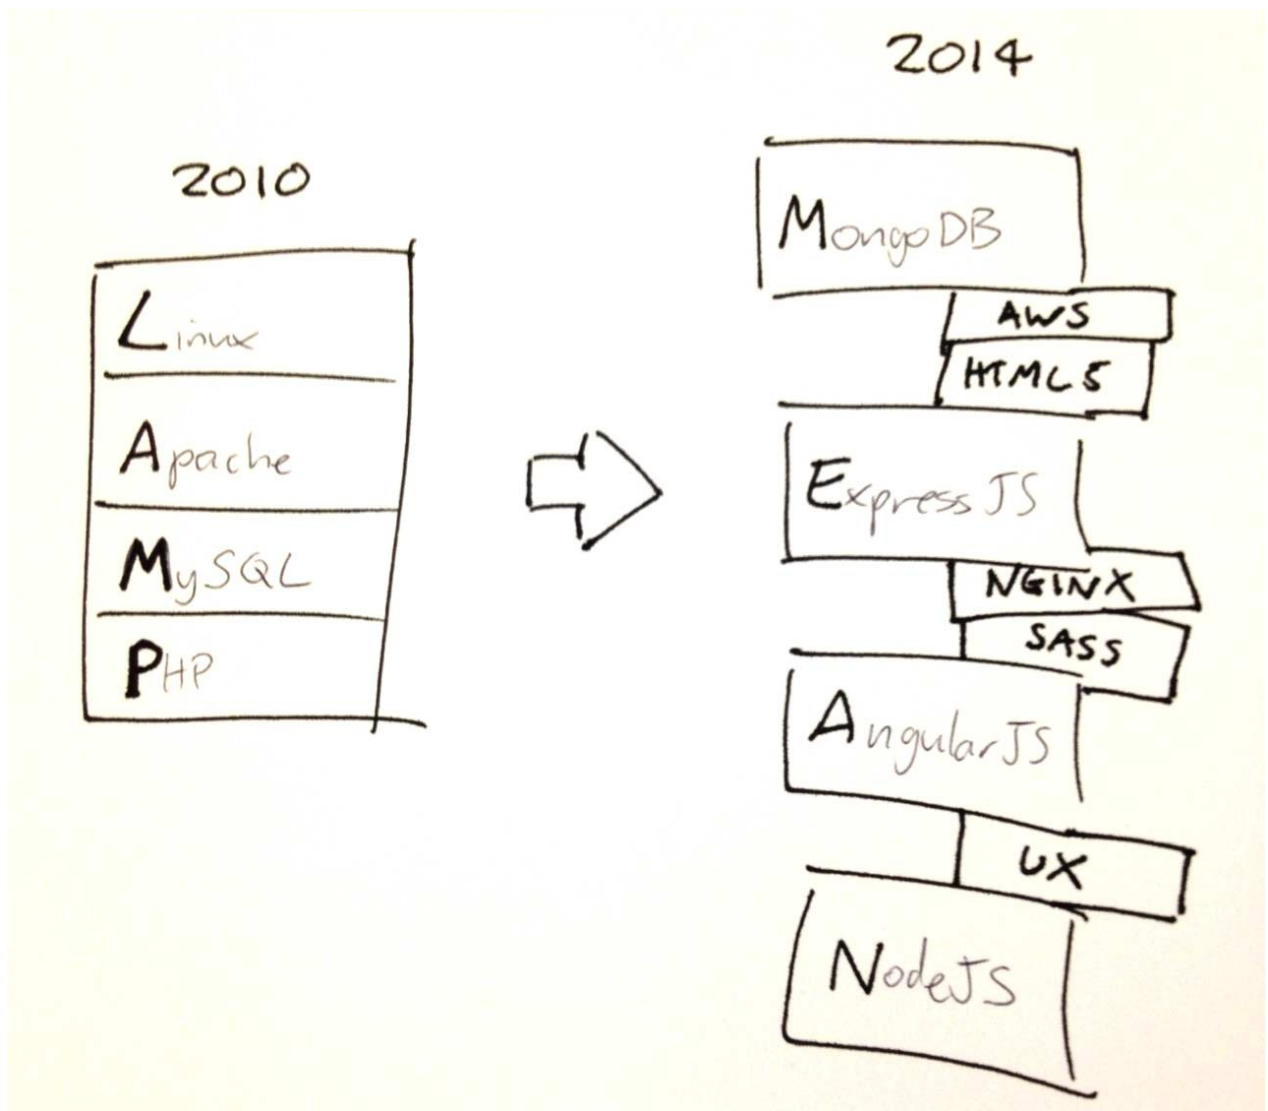 2010
Linux
Apache
MySQL
PHP
2014
MongoDB
AWS
HTML5
ExpressJS
NGINX
SASS
AngularJS
UX
NodeJS